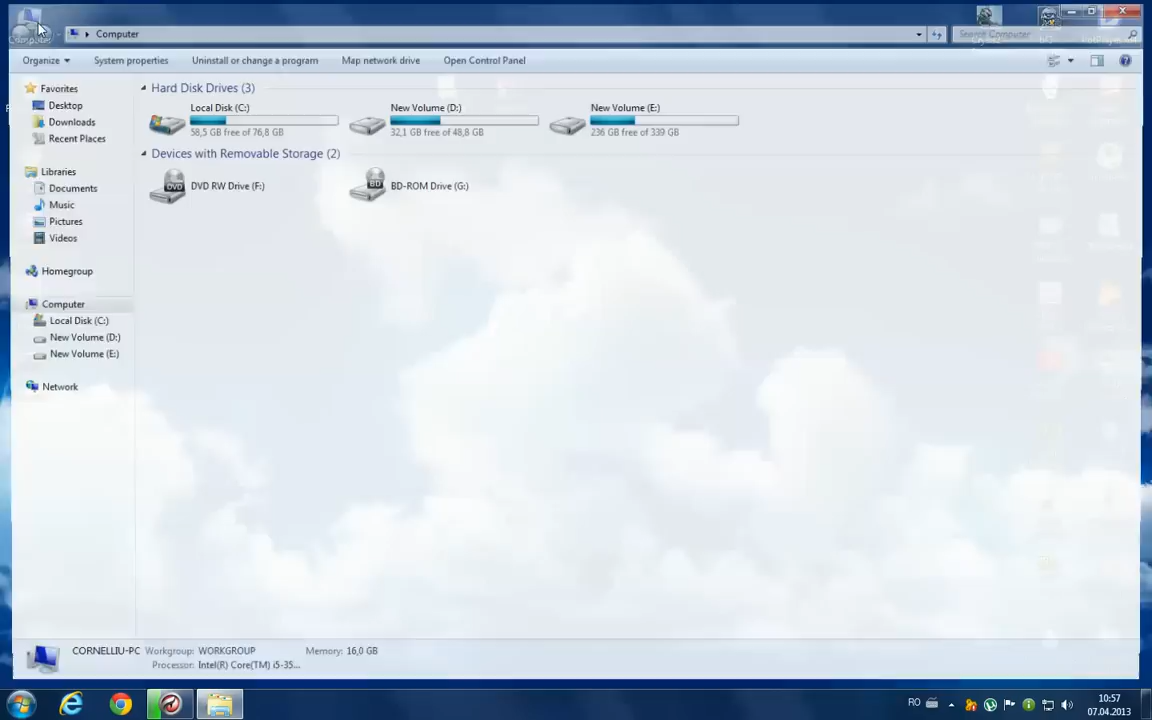 Computer
Search Computer
Organize
System properties
Uninstall or change a program
Map network drive
Open Control Panel
Favorites
Desktop
Downloads
Recent Places
Libraries
Documents
Music
Pictures
Videos
Homegroup
Computer
Local Disk (C:)
New Volume (D:)
New Volume (E:)
Network
Hard Disk Drives (3)
Local Disk (C:)
58,5 GB free of 76,8 GB
New Volume (D:)
32,1 GB free of 48,8 GB
New Volume (E:)
236 GB free of 339 GB
Devices with Removable Storage (2)
DVD
DVD RW Drive (F:)
BD
BD-ROM Drive (G:)
CORNELLIU-PC
Workgroup: WORKGROUP
Memory: 16,0 GB
Processor: Intel(R) Core(TM) i5-35...
RO
10:57
07.04.2013